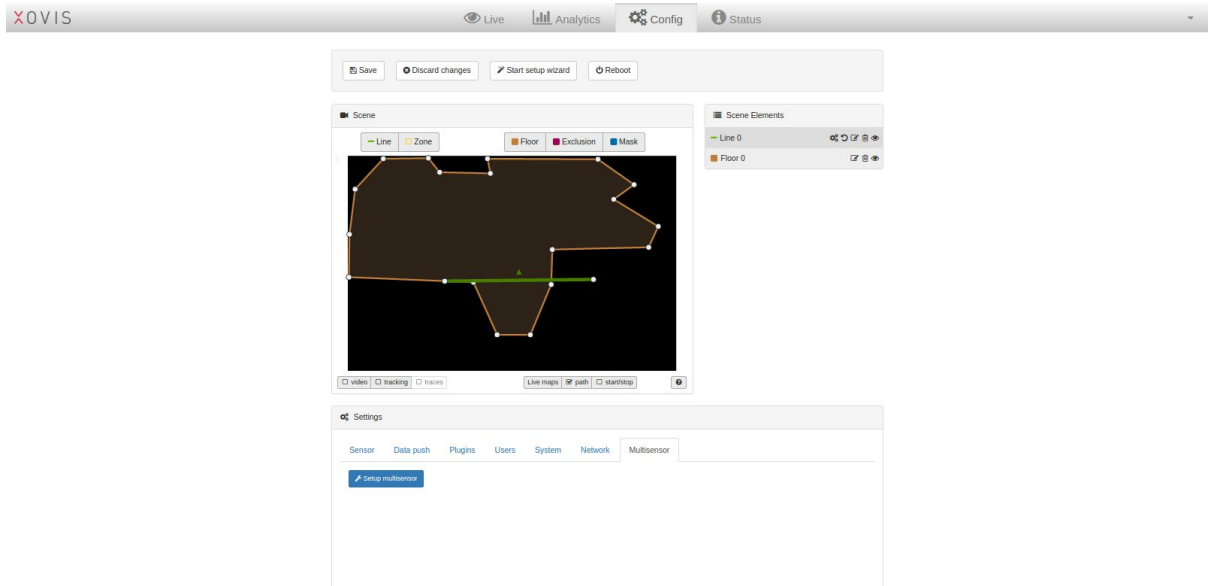 XOVIS
Live Analytics Config Status
Save Discard changes Start setup wizard Reboot
Scene
Scene Elements
Line Zone Floor Exclusion Mask
Line 0
Floor 0
video tracking traces Live maps path start/stop
Settings
Sensor Data push Plugins Users System Network Multisensor
Setup multisensor